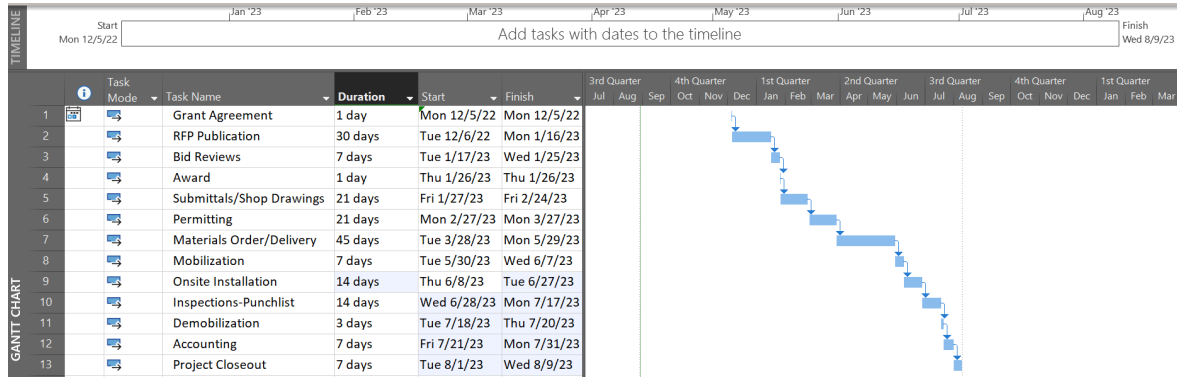 TIMELINE
Jan '23 Feb '23 Mar '23 Apr '23 May '23 Jun '23 Jul '23 Aug '23
Start
Mon 12/5/22
Add tasks with dates to the timeline
Finish
Wed 8/9/23
GANTT CHART
Task Mode Task Name Duration Start Finish
3rd Quarter 4th Quarter 1st Quarter 2nd Quarter 3rd Quarter 4th Quarter 1st Quarter
Jul Aug Sep Oct Nov Dec Jan Feb Mar Apr May Jun Jul Aug Sep Oct Nov Dec Jan Feb Mar
1 Grant Agreement 1 day Mon 12/5/22 Mon 12/5/22
2 RFP Publication 30 days Tue 12/6/22 Mon 1/16/23
3 Bid Reviews 7 days Tue 1/17/23 Wed 1/25/23
4 Award 1 day Thu 1/26/23 Thu 1/26/23
5 Submittals/Shop Drawings 21 days Fri 1/27/23 Fri 2/24/23
6 Permitting 21 days Mon 2/27/23 Mon 3/27/23
7 Materials Order/Delivery 45 days Tue 3/28/23 Mon 5/29/23
8 Mobilization 7 days Tue 5/30/23 Wed 6/7/23
9 Onsite Installation 14 days Thu 6/8/23 Tue 6/27/23
10 Inspections-Punchlist 14 days Wed 6/28/23 Mon 7/17/23
11 Demobilization 3 days Tue 7/18/23 Thu 7/20/23
12 Accounting 7 days Fri 7/21/23 Mon 7/31/23
13 Project Closeout 7 days Tue 8/1/23 Wed 8/9/23